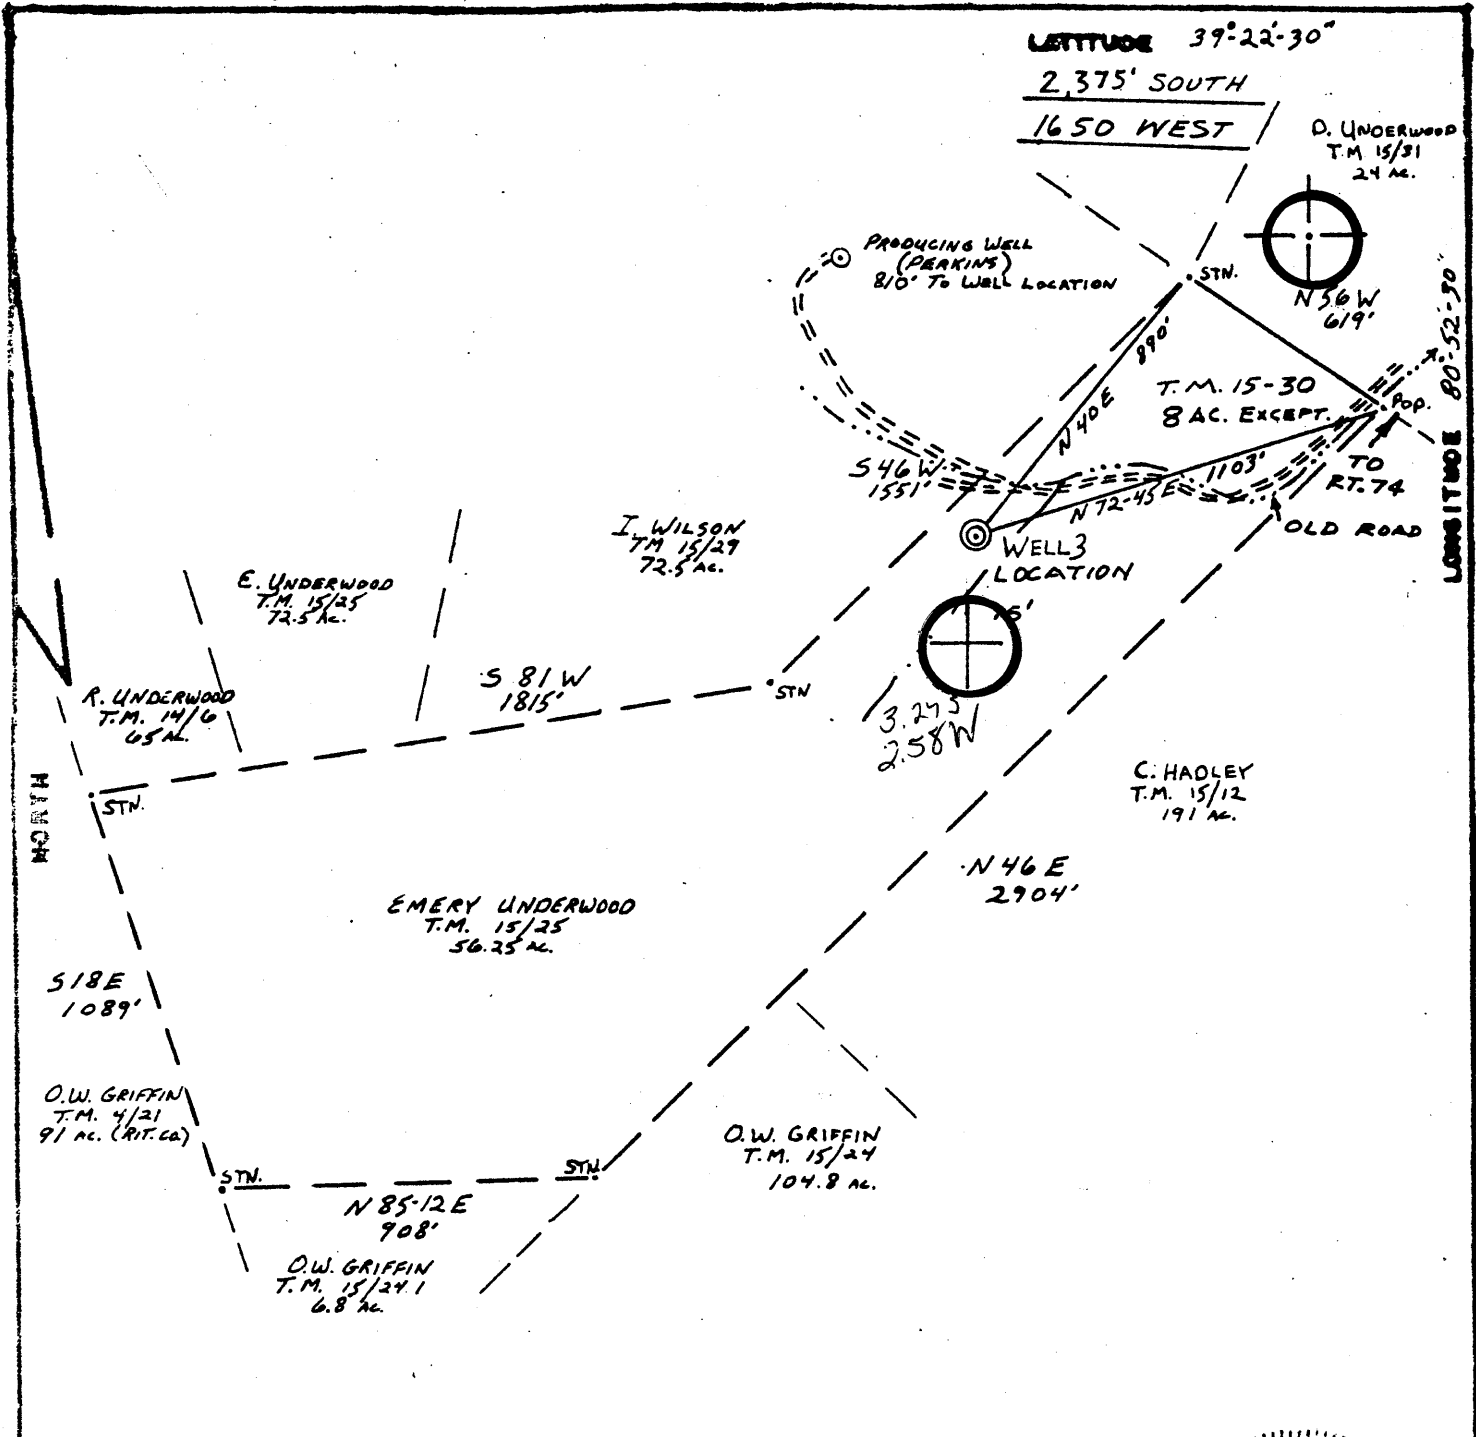 LATITUDE 39°-22'-30"
2,375' SOUTH
1650 WEST
D. UNDERWOOD
T.M 15/31
24 AC.
PRODUCING WELL
(PERKINS)
810' TO WELL LOCATION
STN.
N 56 W
619'
LONGITUDE 80-52'-30"
890'
N 40 E
T.M. 15-30
8 AC. EXCEPT.
POP.
TO
RT. 74
S 46 W
1551'
1103'
N 72-45 E
OLD ROAD
WELL 3
LOCATION
I. WILSON
TM 15/29
72.5 AC.
E. UNDERWOOD
T.M. 15/25
72.5 AC.
S 81 W
1815'
STN
R. UNDERWOOD
T.M. 14/6
65 AC.
3.27 S
2.58 W
NORTH
STN.
C. HADLEY
T.M. 15/12
191 AC.
N 46 E
2904'
EMERY UNDERWOOD
T.M. 15/25
56.25 AC.
S 18 E
1089'
O.W. GRIFFIN
T.M. 4/21
91 AC. (RIT. CO.)
O.W. GRIFFIN
T.M. 15/24
104.8 AC.
STN.
STN.
N 85-12 E
908'
O.W. GRIFFIN
T.M. 15/24.1
6.8 AC.